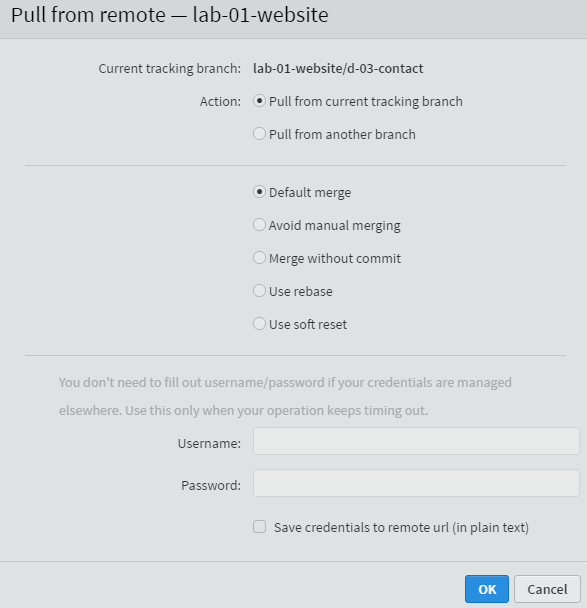 Pull from remote — lab-01-website
Current tracking branch: lab-01-website/d-03-contact
Action: Pull from current tracking branch
Pull from another branch
Default merge
Avoid manual merging
Merge without commit
Use rebase
Use soft reset
You don't need to fill out username/password if your credentials are managed
elsewhere. Use this only when your operation keeps timing out.
Username:
Password:
Save credentials to remote url (in plain text)
OK Cancel